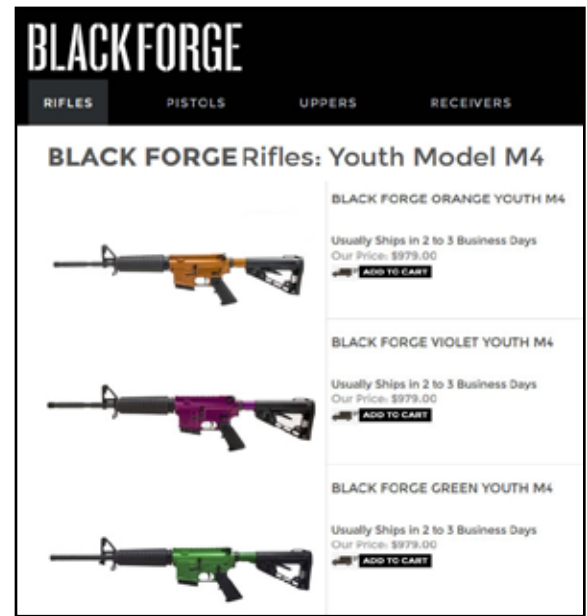 BLACK FORGE
RIFLES PISTOLS UPPERS RECEIVERS
BLACK FORGE Rifles: Youth Model M4
BLACK FORGE ORANGE YOUTH M4
Usually Ships in 2 to 3 Business Days
Our Price: $979.00
ADD TO CART
BLACK FORGE VIOLET YOUTH M4
Usually Ships in 2 to 3 Business Days
Our Price: $979.00
ADD TO CART
BLACK FORGE GREEN YOUTH M4
Usually Ships in 2 to 3 Business Days
Our Price: $979.00
ADD TO CART